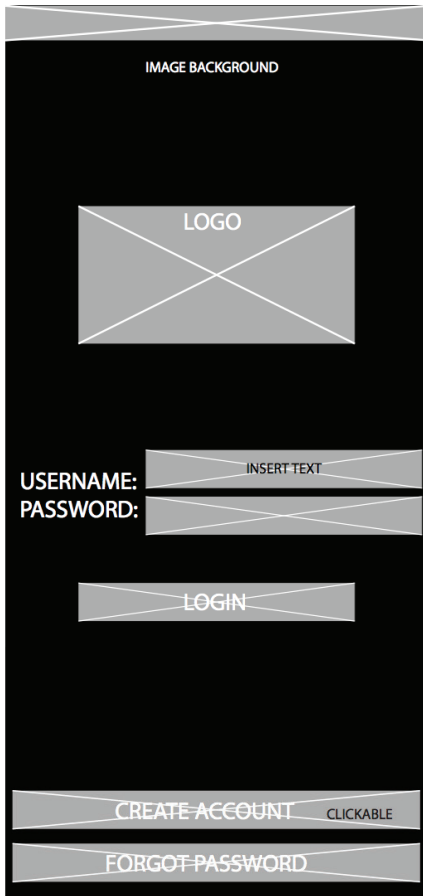 IMAGE BACKGROUND
LOGO
USERNAME:
INSERT TEXT
PASSWORD:
LOGIN
CREATE ACCOUNT
CLICKABLE
FORGOT PASSWORD